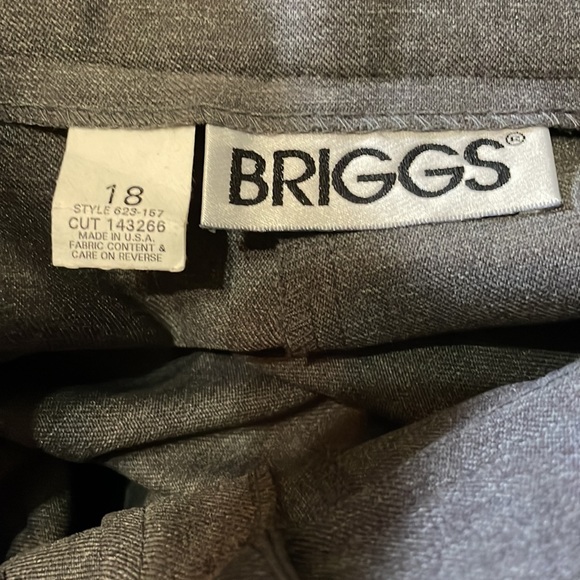 18
STYLE 623-157
CUT 143266
MADE IN U.S.A.
FABRIC CONTENT &
CARE ON REVERSE
BRIGGS®